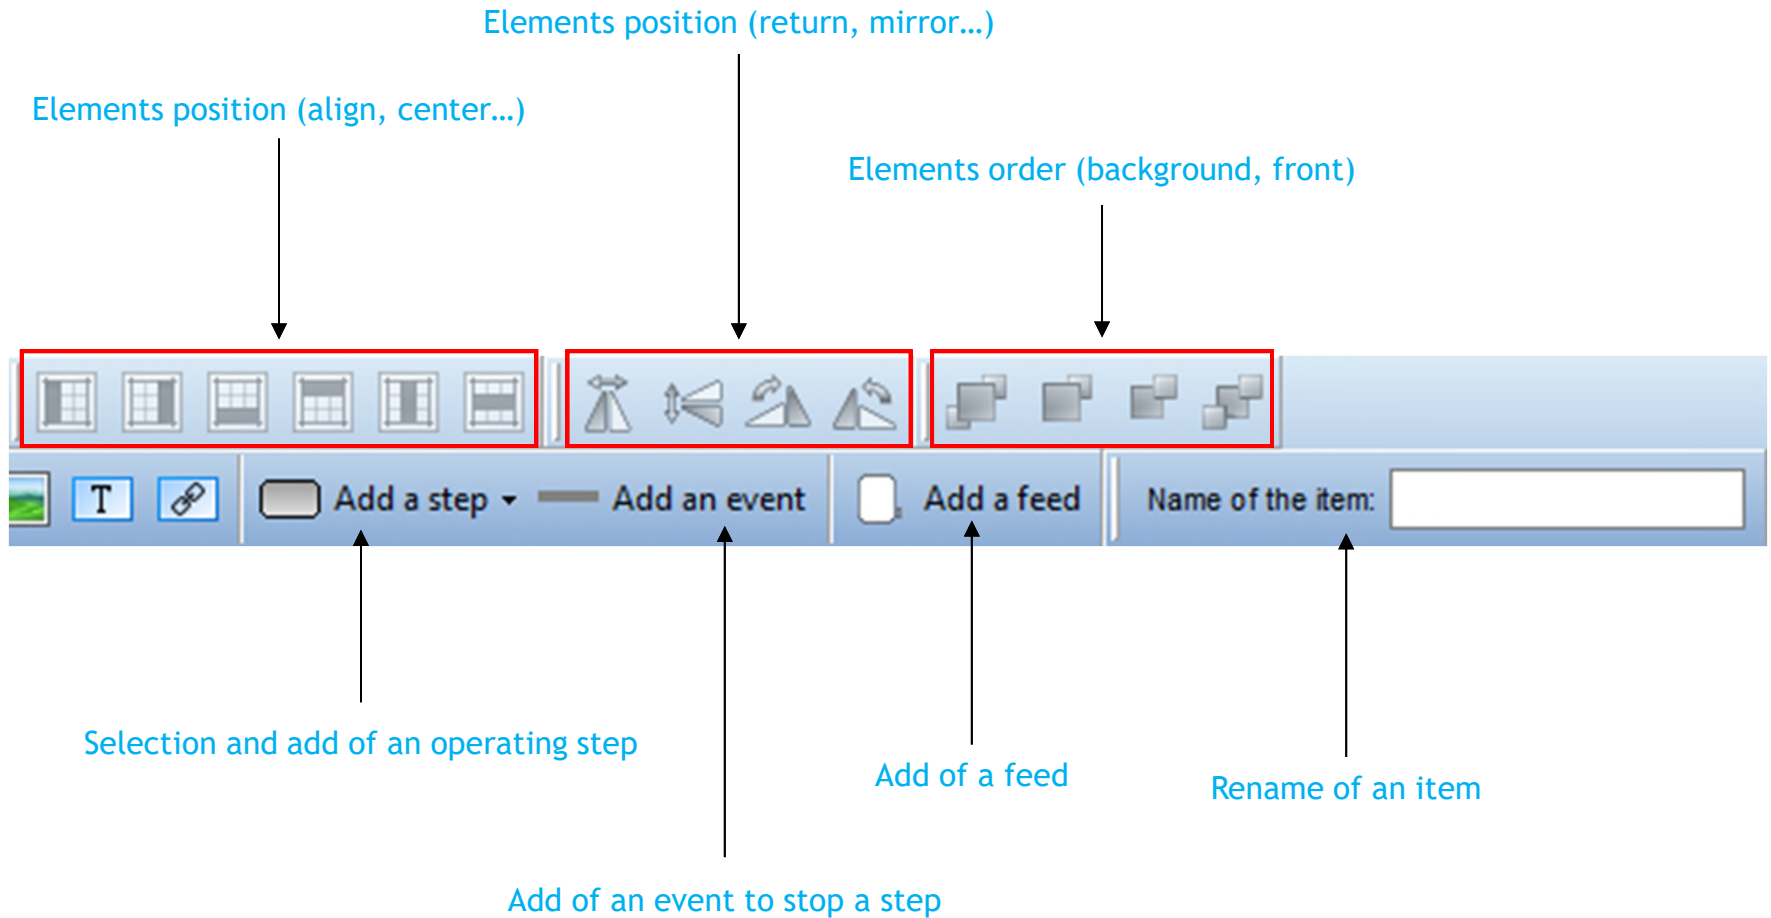 Elements position (return, mirror…)
Elements position (align, center…)
Elements order (background, front)
T
Add a step
Add an event
Add a feed
Name of the item:
Selection and add of an operating step
Add of a feed
Rename of an item
Add of an event to stop a step